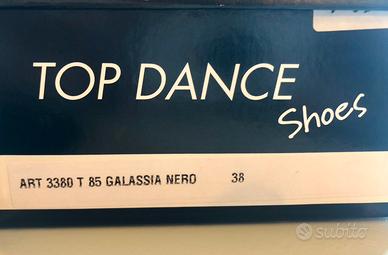 TOP DANCE
Shoes
ART 3380 T 85 GALASSIA NERO 38
subito